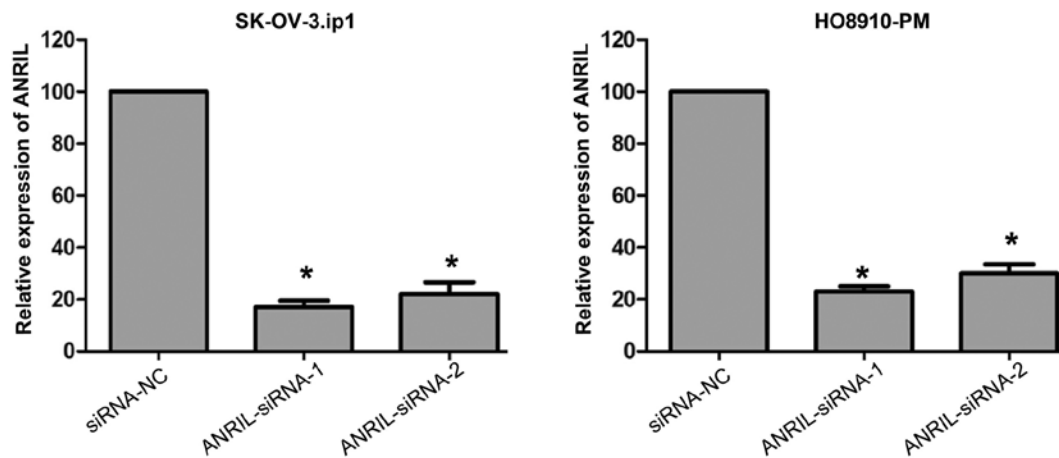 SK-OV-3.ip1
Relative expression of ANRIL
120
100
80
60
40
20
0
*
*
siRNA-NC
ANRIL-siRNA-1
ANRIL-siRNA-2
HO8910-PM
Relative expression of ANRIL
120
100
80
60
40
20
0
*
*
siRNA-NC
ANRIL-siRNA-1
ANRIL-siRNA-2